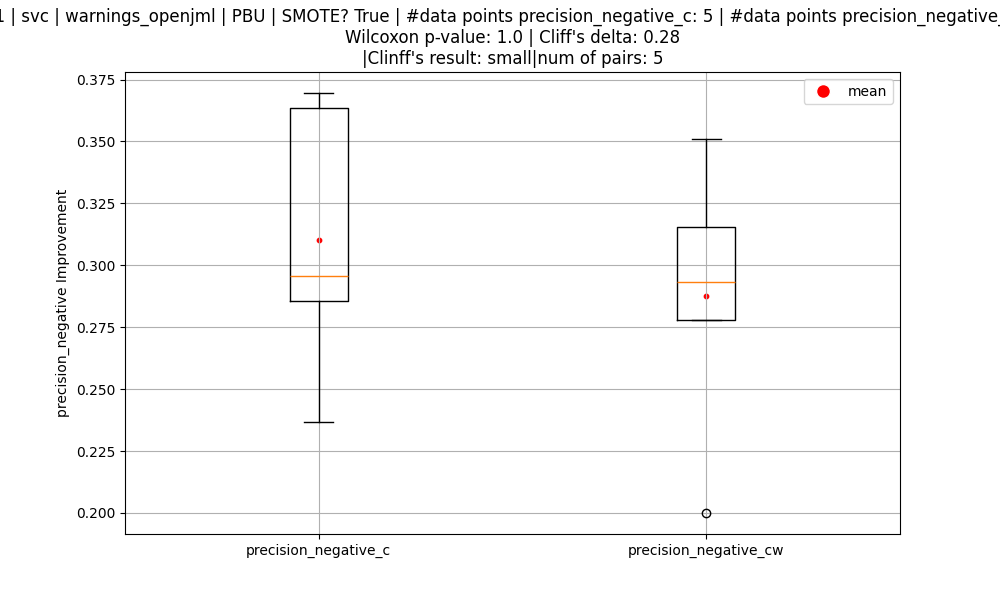 | svc | warnings_openjml | PBU | SMOTE? True | #data points precision_negative_c: 5 | #data points precision_negative_
Wilcoxon p-value: 1.0 | Cliff's delta: 0.28
|Clinff's result: small|num of pairs: 5
0.375
0.350
0.325
0.300
0.275
0.250
0.225
0.200
precision_negative Improvement
mean
precision_negative_c
precision_negative_cw